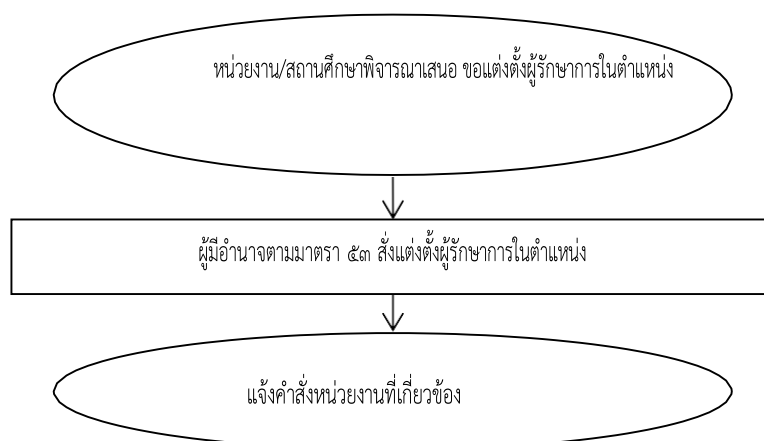 หน่วยงาน/สถานศึกษาพิจารณาเสนอ ขอแต่งตั้งผู้รักษาการในตำแหน่ง
ผู้มีอำนาจตามมาตรา ๕๓ สั่งแต่งตั้งผู้รักษาการในตำแหน่ง
แจ้งคำสั่งหน่วยงานที่เกี่ยวข้อง